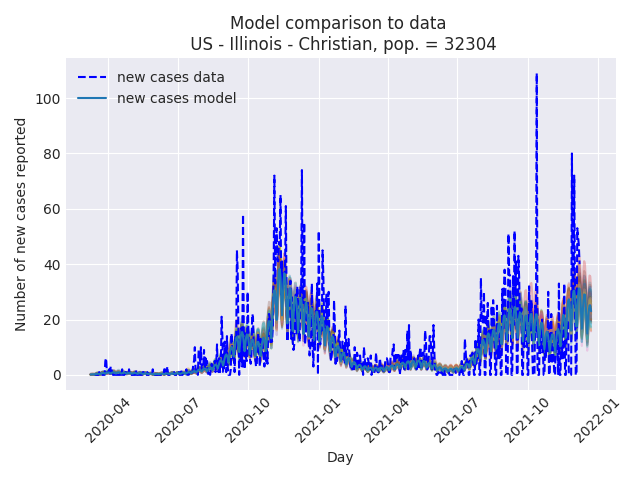 Model comparison to data
US - Illinois - Christian, pop. = 32304
new cases data
new cases model
Number of new cases reported
100
80
60
40
20
0
2020-04
2020-07
2020-10
2021-01
2021-04
2021-07
2021-10
2022-01
Day